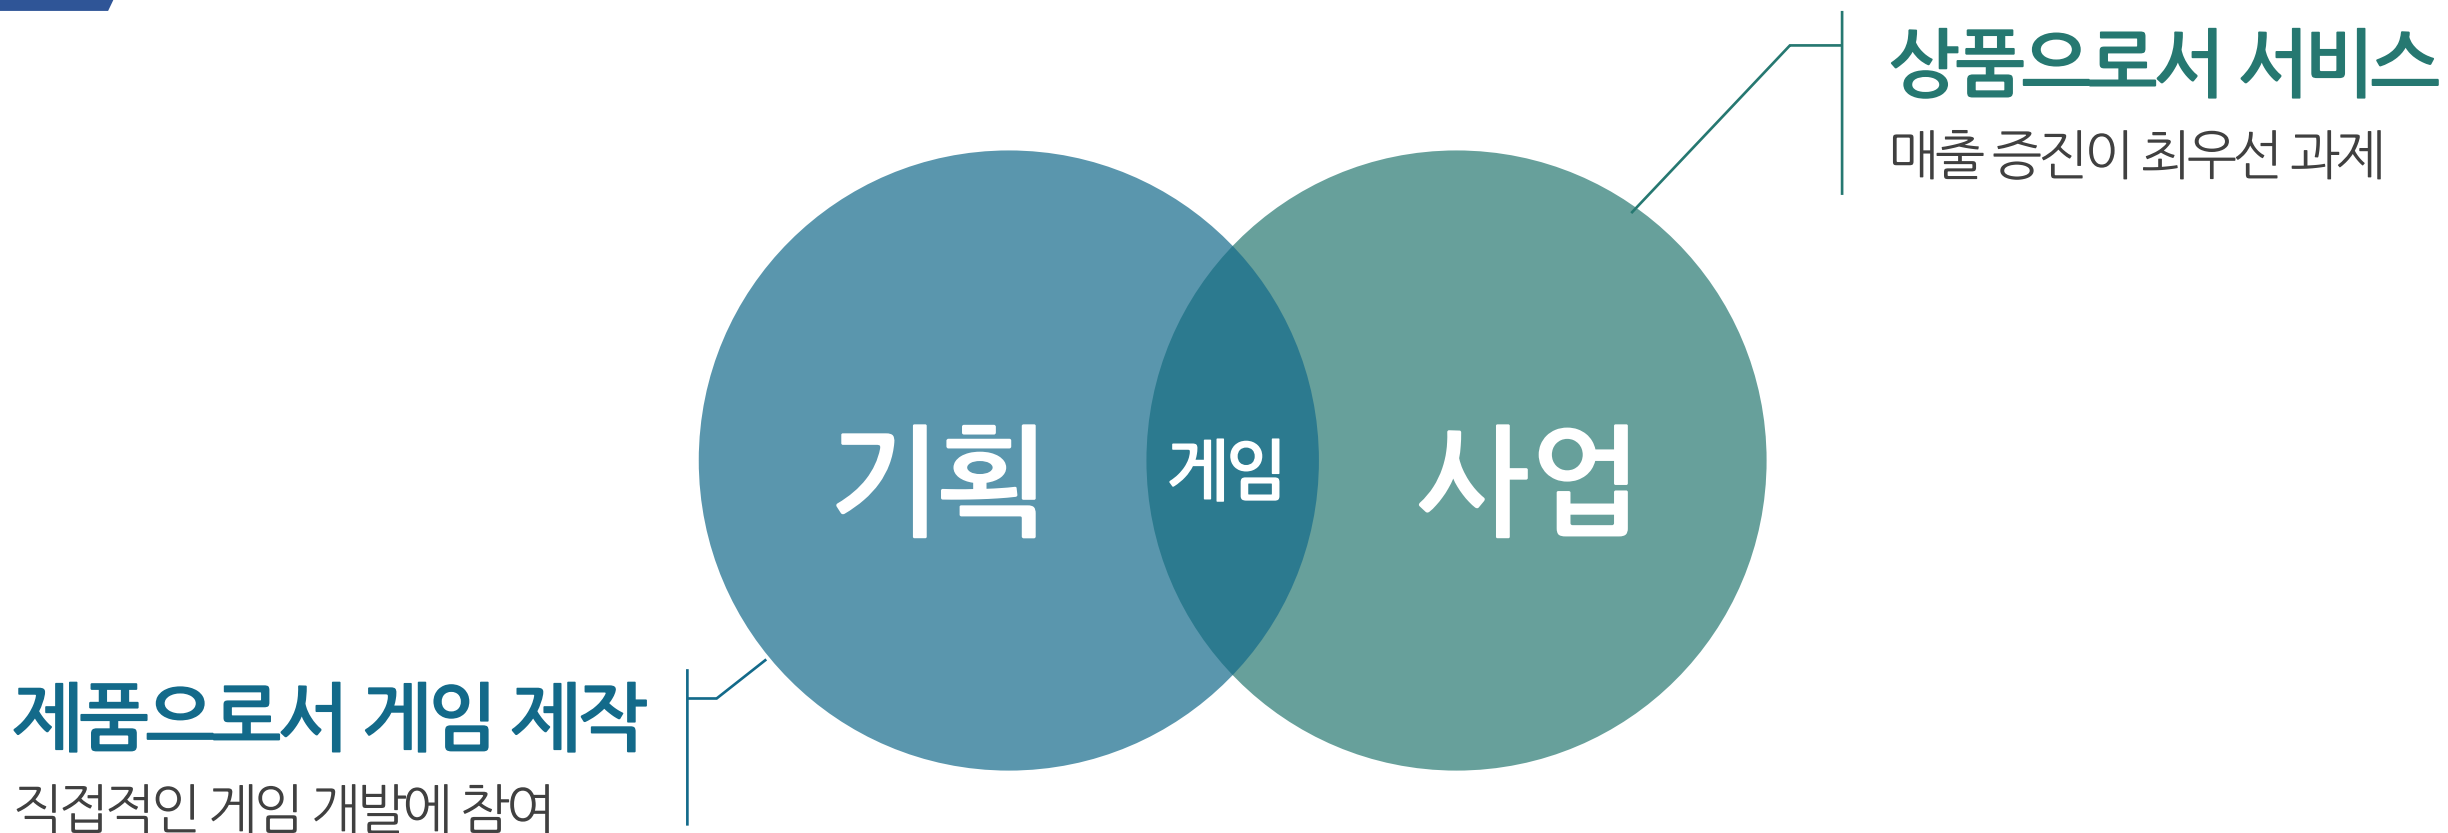 상품으로서 서비스
매출 증진이 최우선 과제
기획 게임 사업
제품으로서 게임 제작
직접적인 게임 개발에 참여